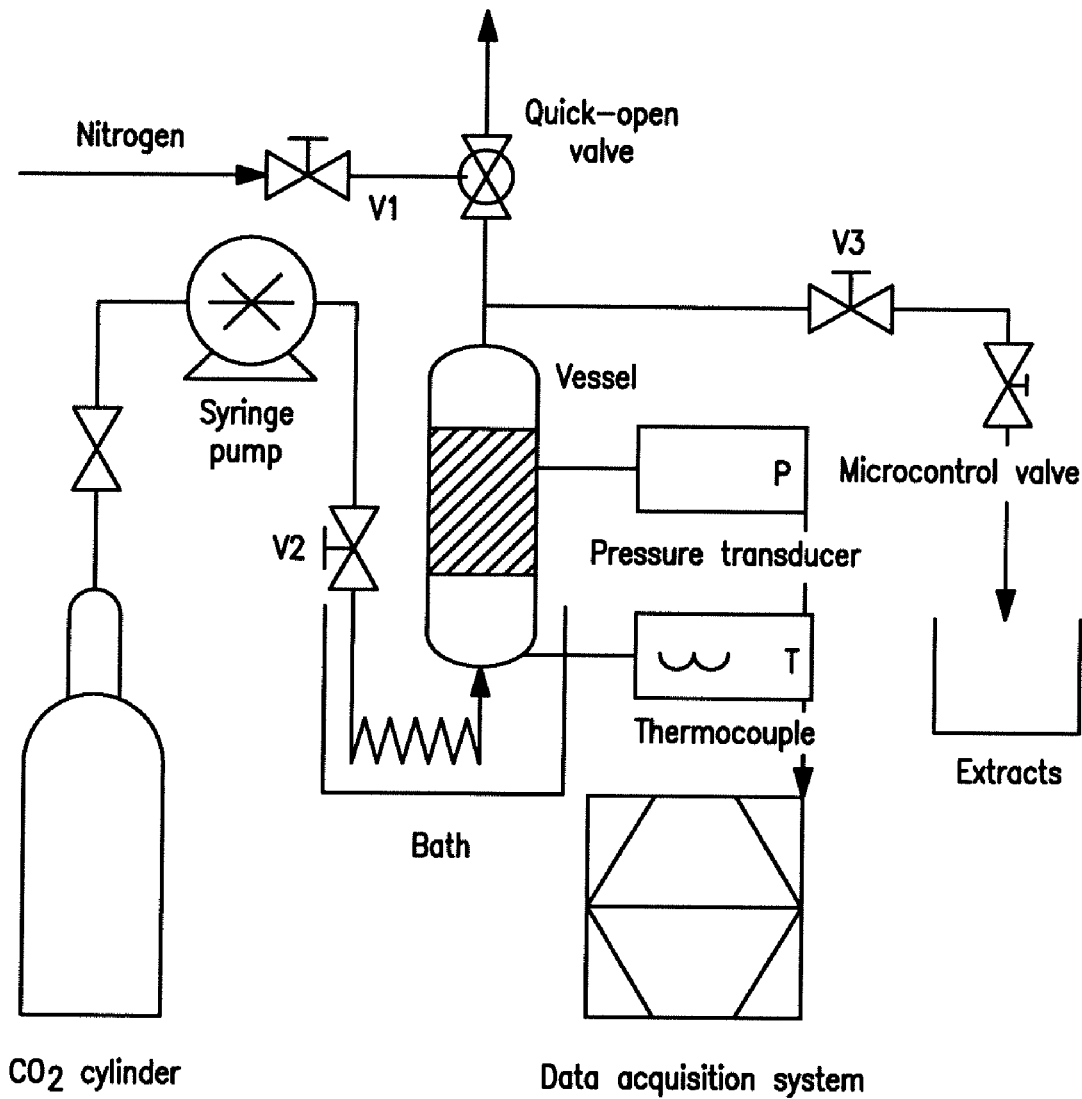 Quick-open
valve
Nitrogen
V1
V3
Vessel
Syringe
pump
P
Microcontrol valve
V2
Pressure transducer
T
Thermocouple
Extracts
Bath
CO2 cylinder
Data acquisition system